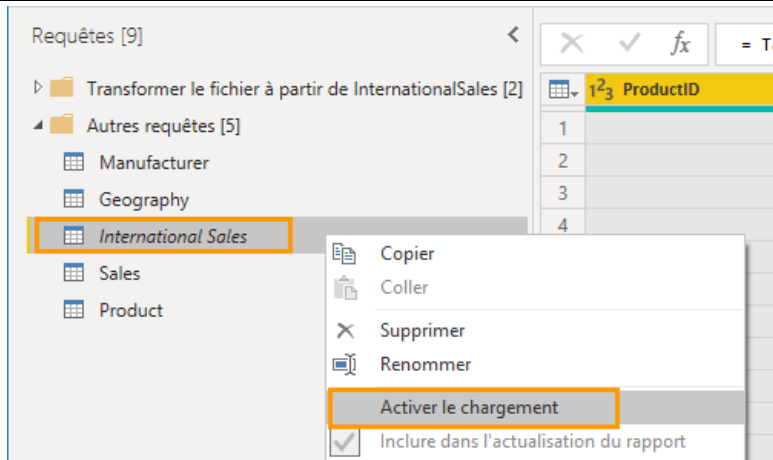 Requêtes [9]
fx
= T
Transformer le fichier à partir de InternationalSales [2]
1²3 ProductID
Autres requêtes [5]
1
Manufacturer
2
Geography
3
International Sales
4
Sales
Product
Copier
Coller
Supprimer
Renommer
Activer le chargement
Inclure dans l'actualisation du rapport